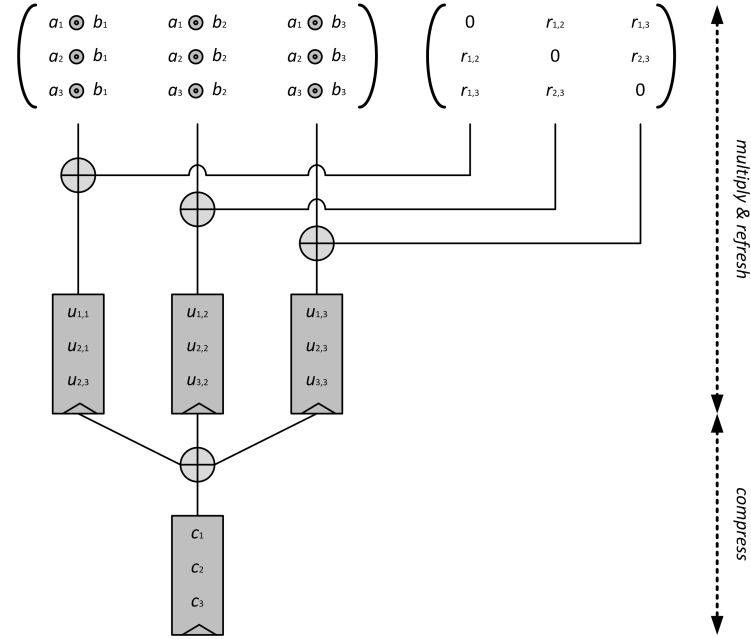 a₁ ⊙ b₁ a₁ ⊙ b₂ a₁ ⊙ b₃ 0 r₁,₂ r₁,₃
a₂ ⊙ b₁ a₂ ⊙ b₂ a₂ ⊙ b₃ r₁,₂ 0 r₂,₃
a₃ ⊙ b₁ a₃ ⊙ b₂ a₃ ⊙ b₃ r₁,₃ r₂,₃ 0
multiply & refresh
u₁,₁ u₁,₂ u₁,₃
u₂,₁ u₂,₂ u₂,₃
u₂,₃ u₃,₂ u₃,₃
compress
c₁
c₂
c₃